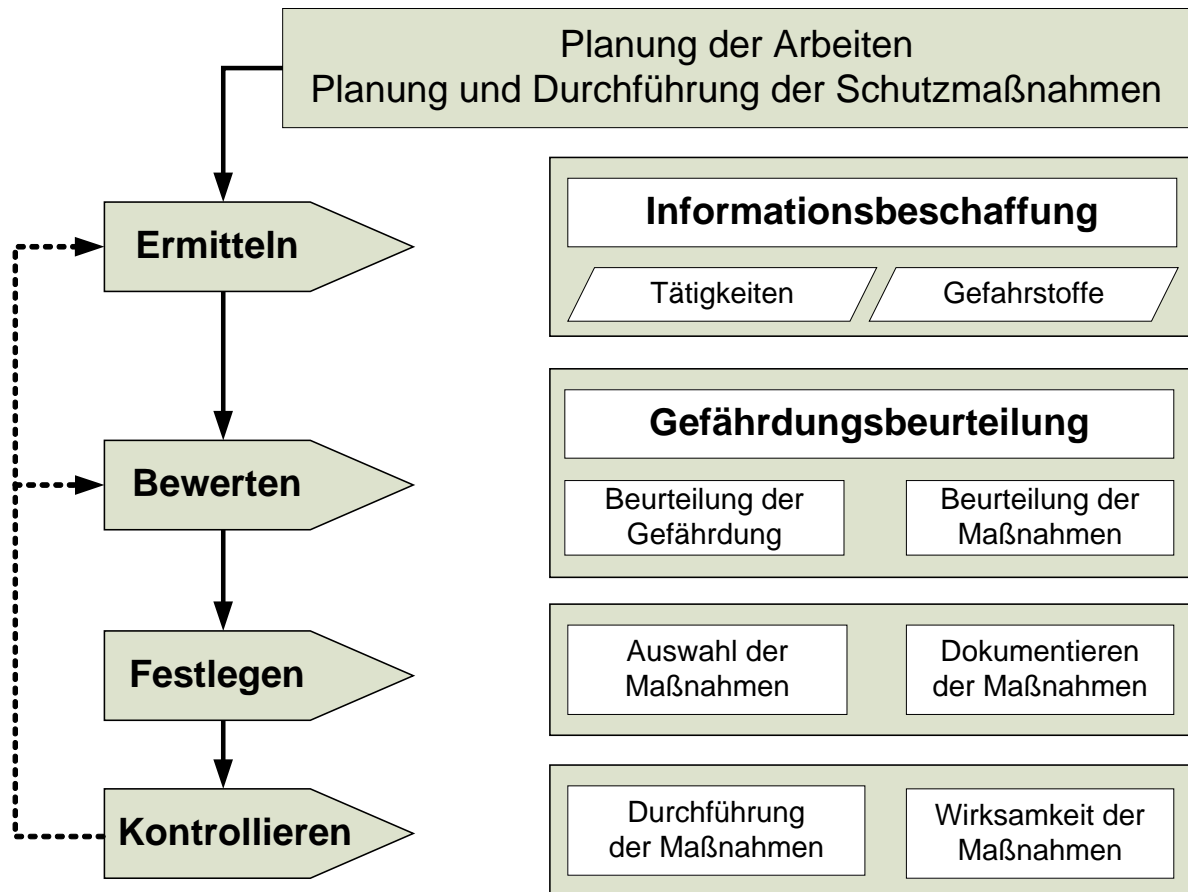 Planung der Arbeiten
Planung und Durchführung der Schutzmaßnahmen
Ermitteln
Informationsbeschaffung
Tätigkeiten
Gefahrstoffe
Bewerten
Gefährdungsbeurteilung
Beurteilung der
Gefährdung
Beurteilung der
Maßnahmen
Festlegen
Auswahl der
Maßnahmen
Dokumentieren
der Maßnahmen
Kontrollieren
Durchführung
der Maßnahmen
Wirksamkeit der
Maßnahmen